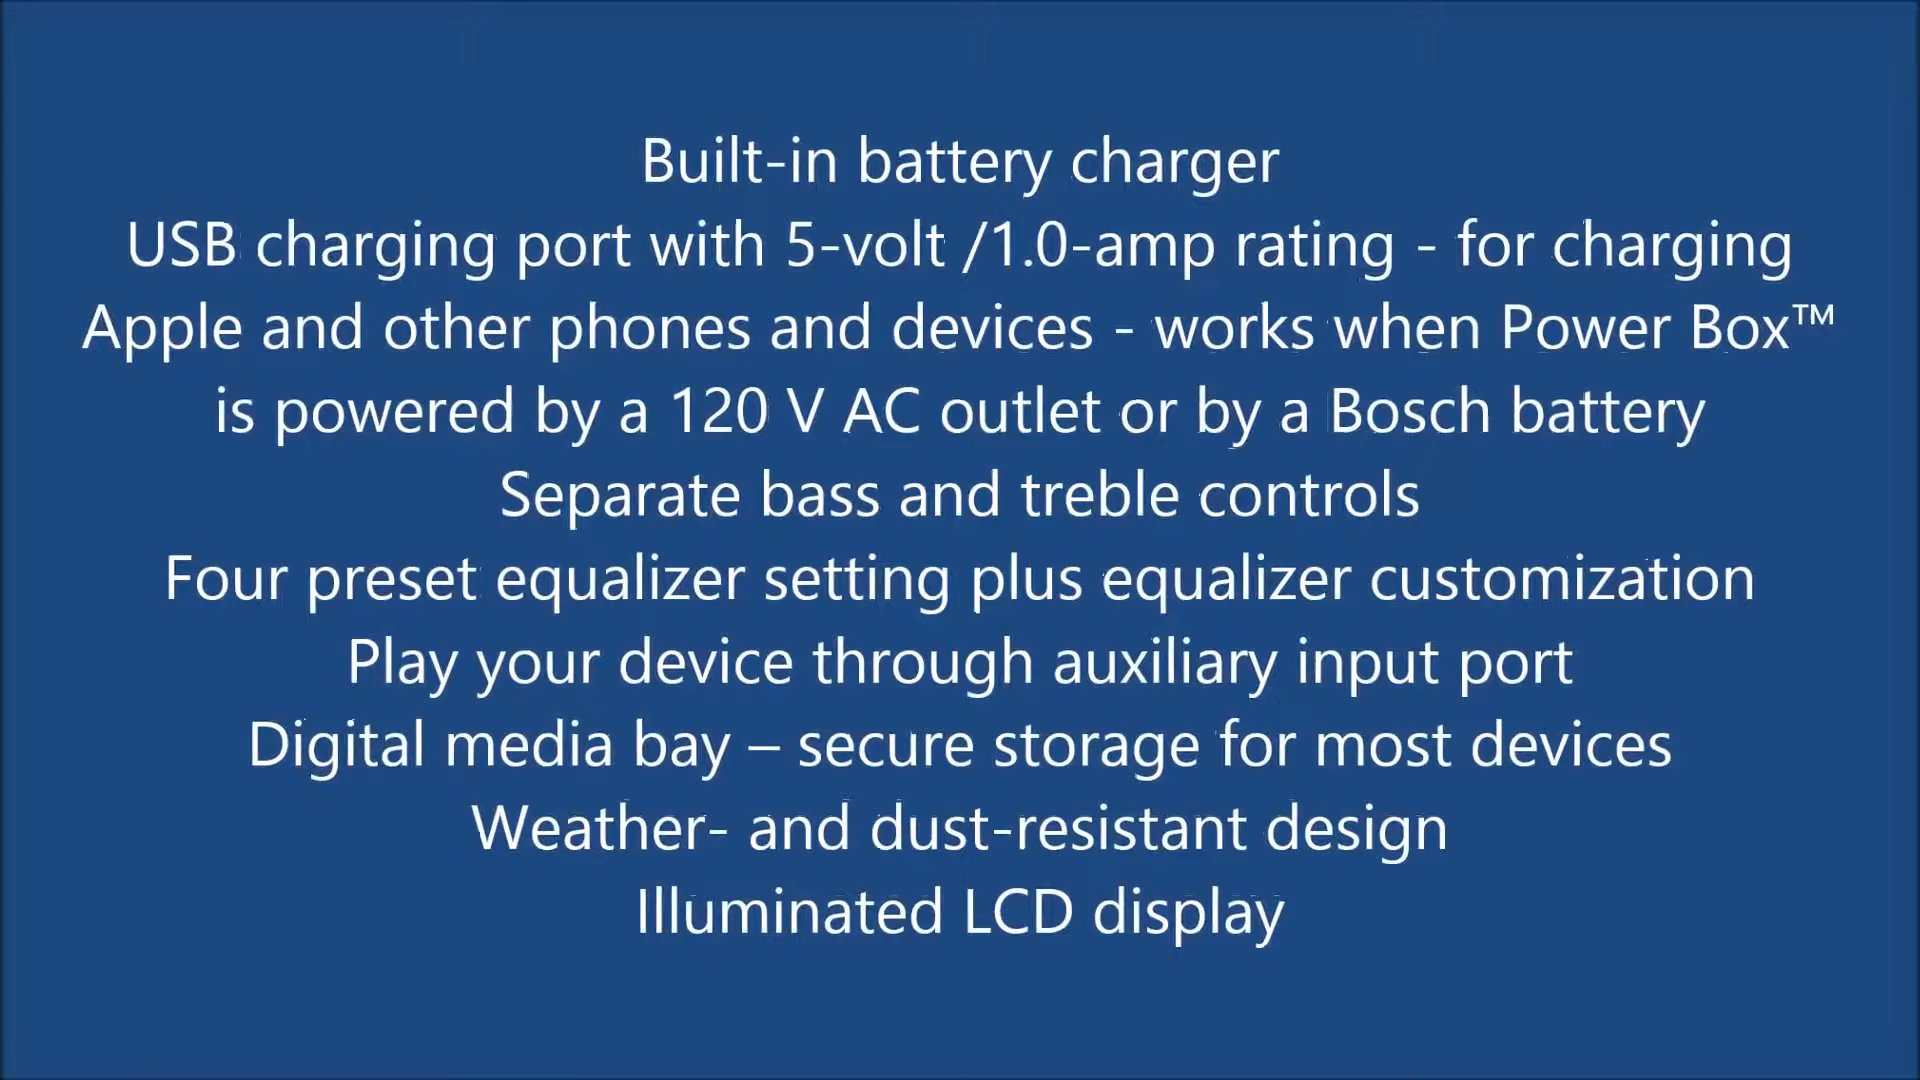 Built-in battery charger
USB charging port with 5-volt /1.0-amp rating - for charging
Apple and other phones and devices - works when Power Box™
is powered by a 120 V AC outlet or by a Bosch battery
Separate bass and treble controls
Four preset equalizer setting plus equalizer customization
Play your device through auxiliary input port
Digital media bay – secure storage for most devices
Weather- and dust-resistant design
Illuminated LCD display